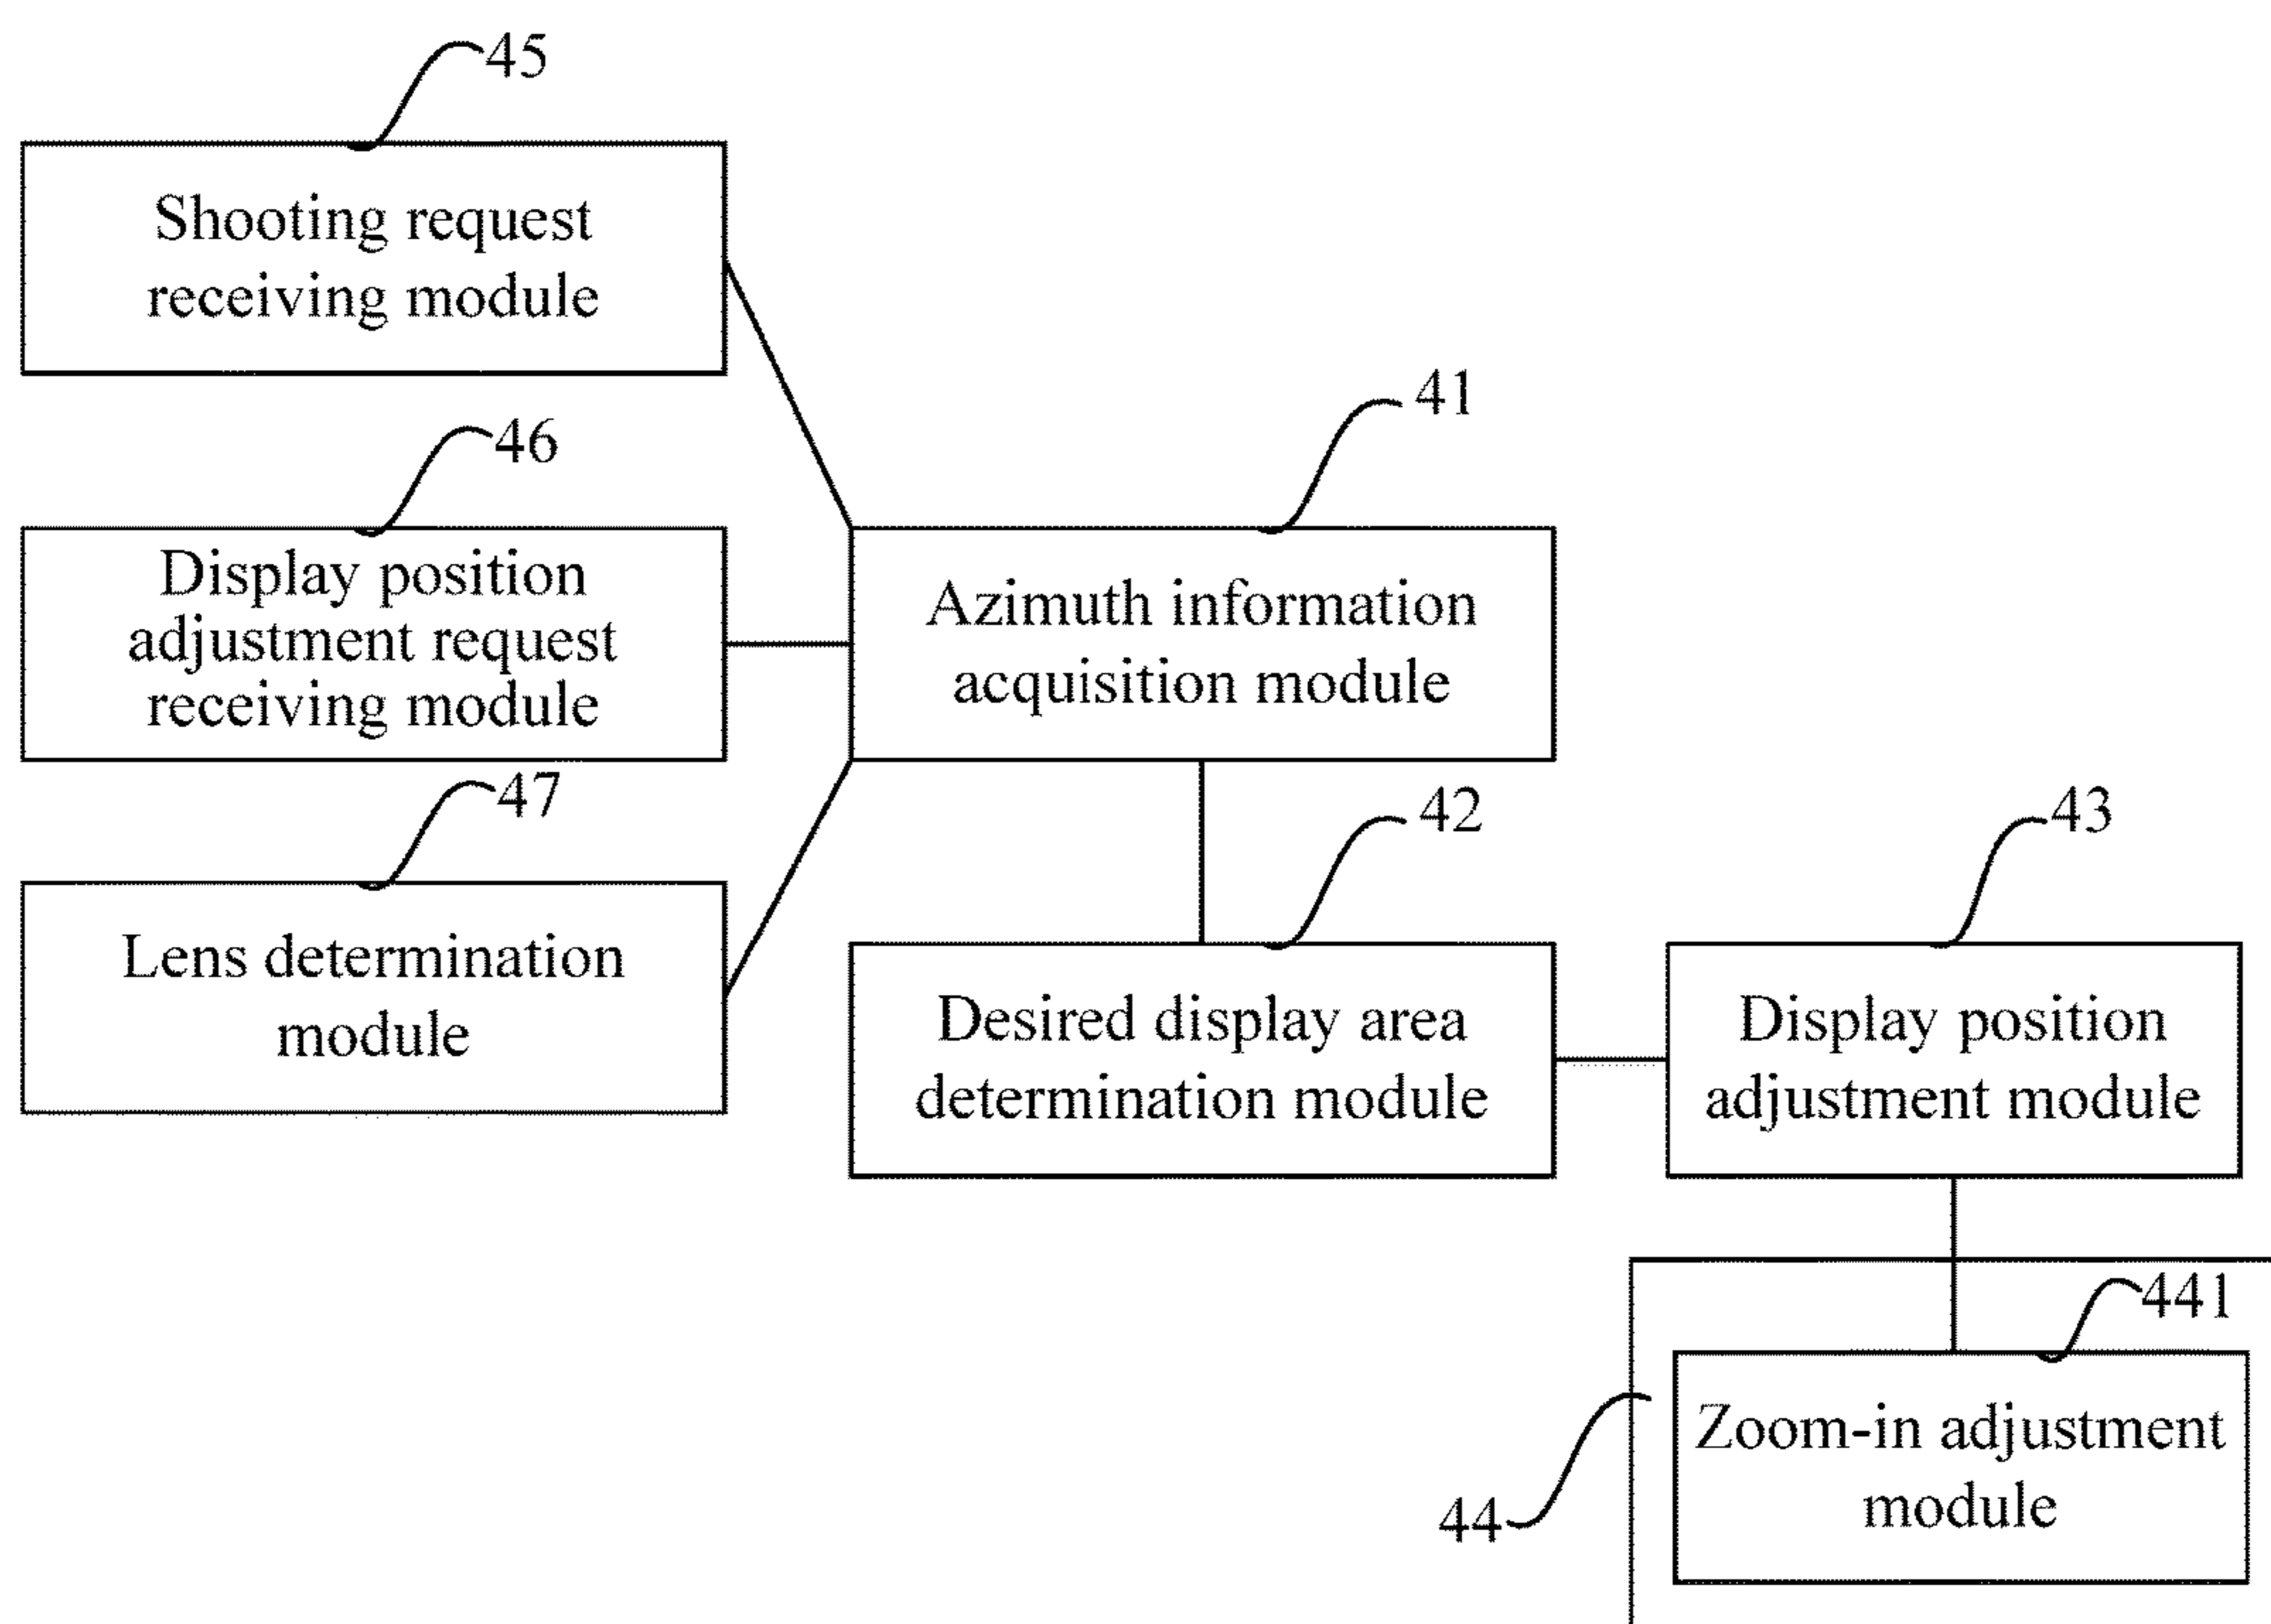 45
Shooting request
receiving module
46
Display position
adjustment request
receiving module
41
Azimuth information
acquisition module
47
Lens determination
module
42
Desired display area
determination module
43
Display position
adjustment module
441
Zoom-in adjustment
module
44